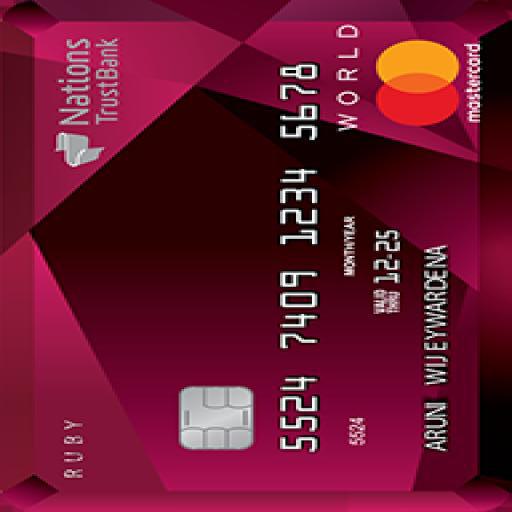 RUBY
Nations
TrustBank
5524 7409 1234 5678
5524
MONTH/YEAR
WORLD
VALID
THRU 12-25
ARUNI WIJEYWARDENA
mastercard